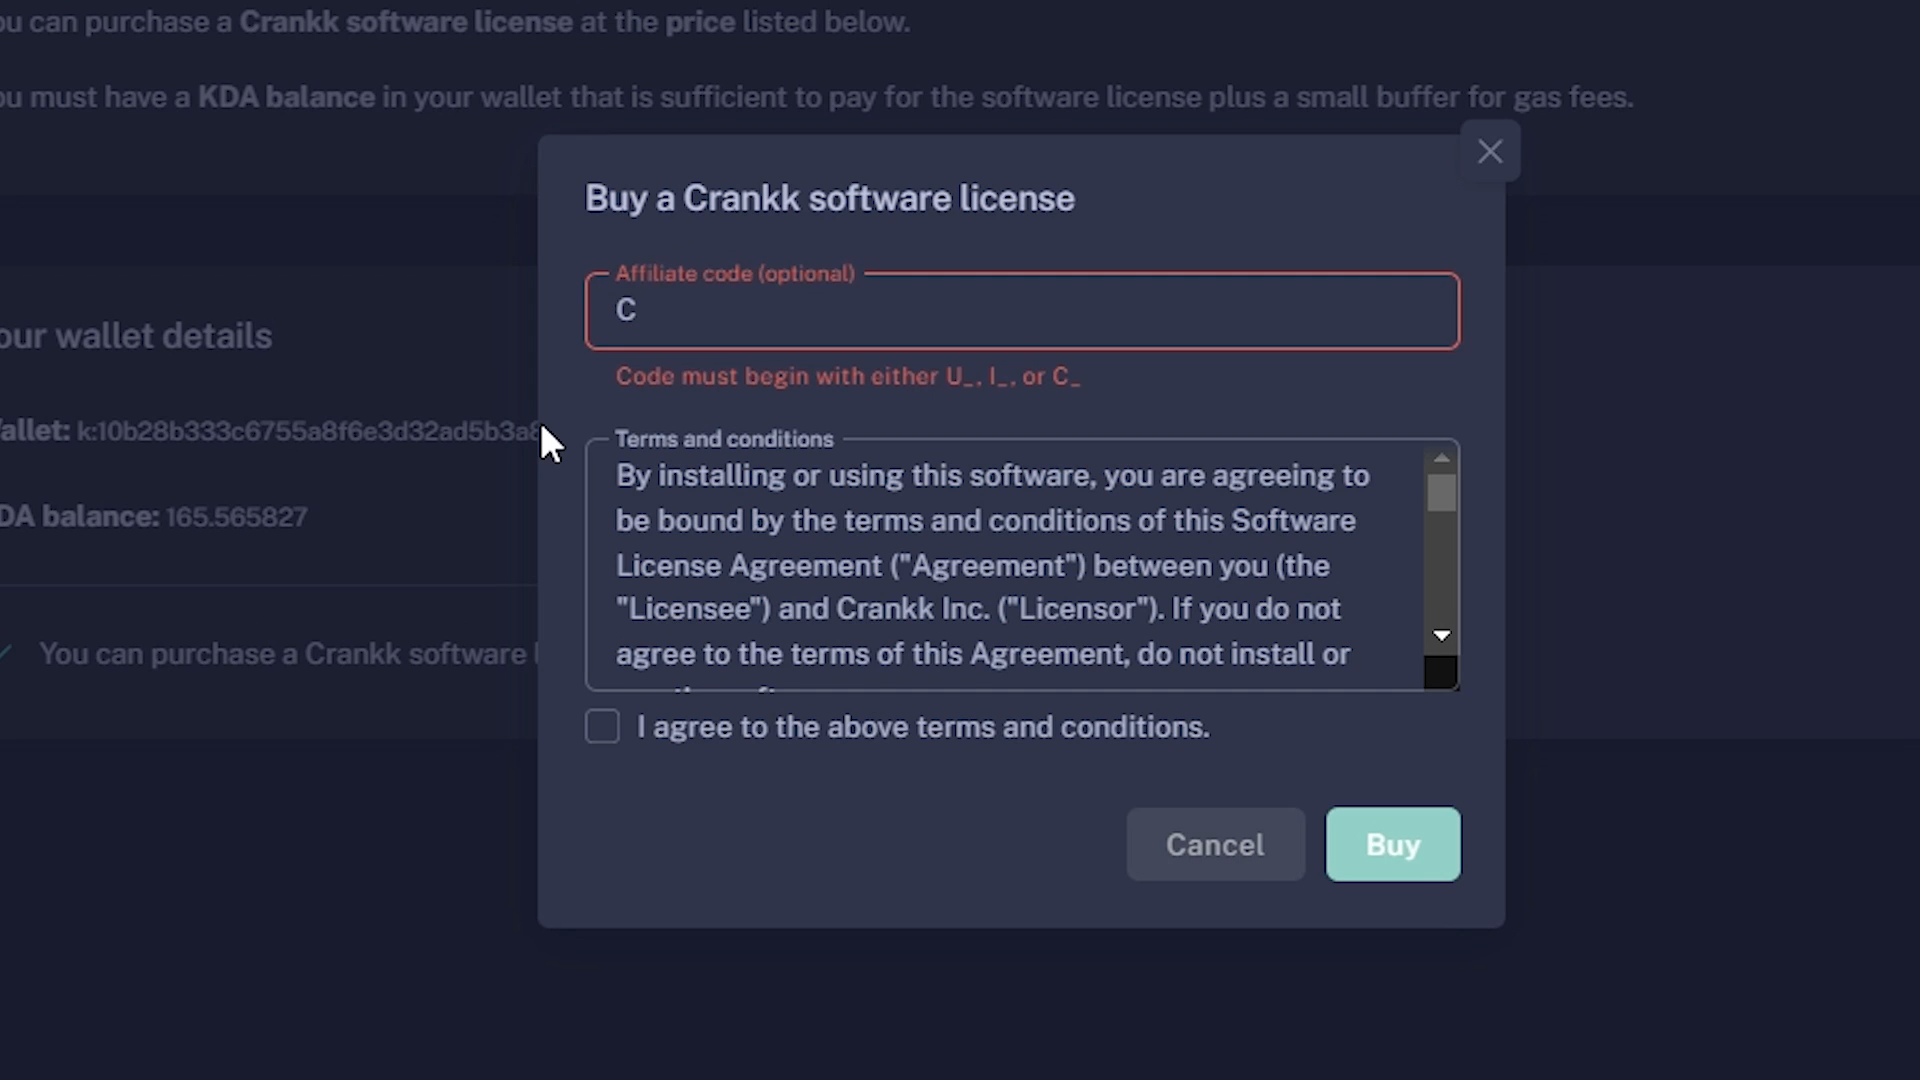 ou can purchase a Crankk software license at the price listed below.
ou must have a KDA balance in your wallet that is sufficient to pay for the software license plus a small buffer for gas fees.
Buy a Crankk software license
Affiliate code (optional)
C
Code must begin with either U_, I_, or C_
our wallet details
allet: k:10b28b333c6755a8f6e3d32ad5b3a8
DA balance: 165.565827
You can purchase a Crankk software l
Terms and conditions
By installing or using this software, you are agreeing to
be bound by the terms and conditions of this Software
License Agreement ("Agreement") between you (the
"Licensee") and Crankk Inc. ("Licensor"). If you do not
agree to the terms of this Agreement, do not install or
I agree to the above terms and conditions.
Cancel
Buy